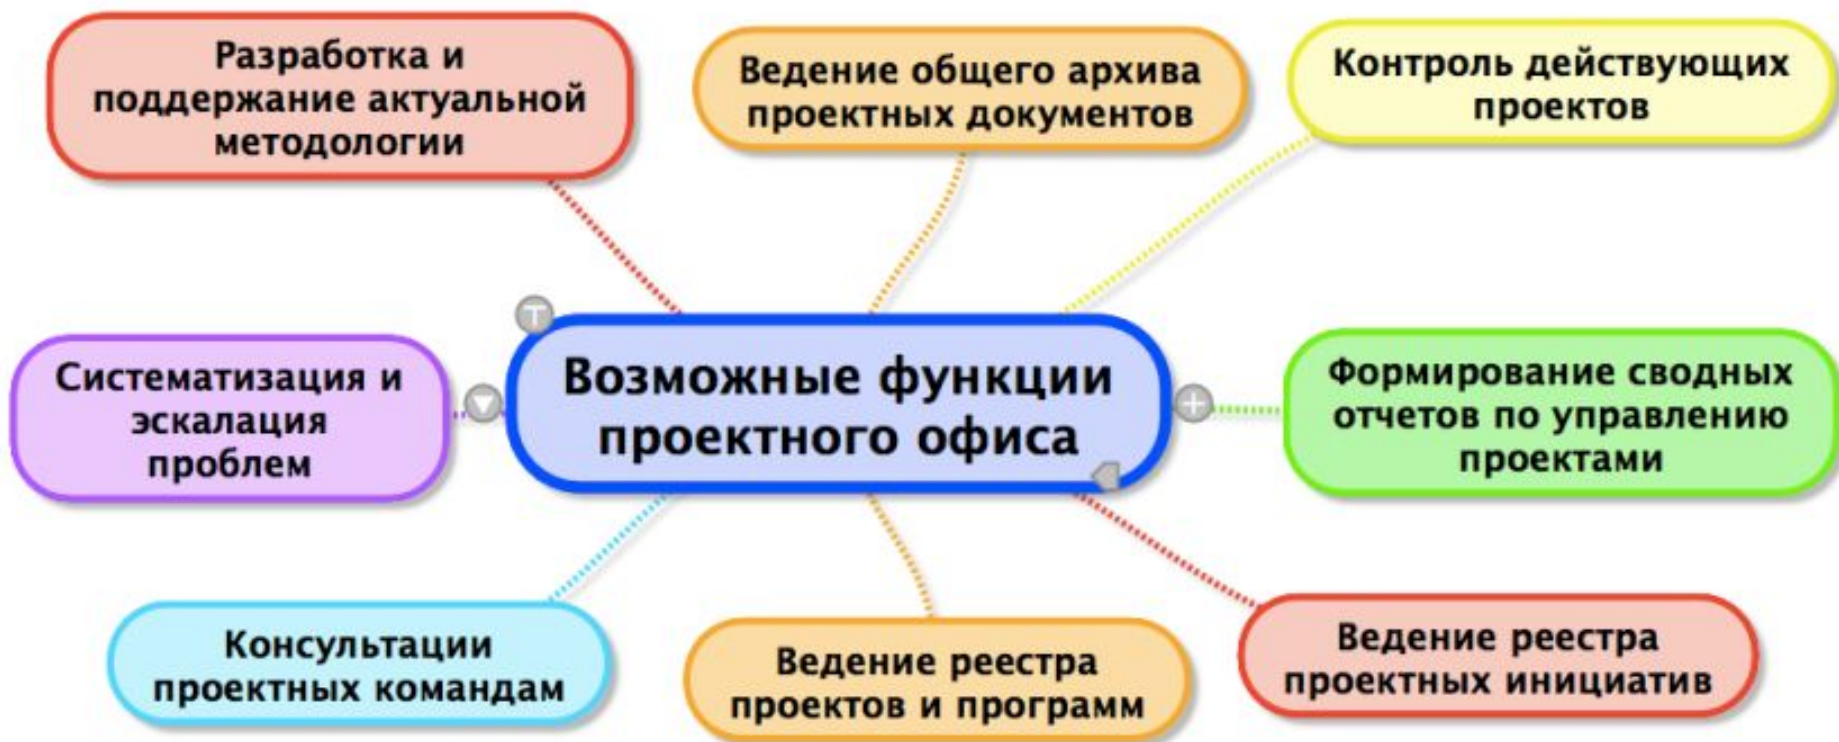 Разработка и
поддержание актуальной
методологии
Ведение общего архива
проектных документов
Контроль действующих
проектов
Систематизация и
эскалация
проблем
Возможные функции
проектного офиса
Формирование сводных
отчетов по управлению
проектами
Консультации
проектных командам
Ведение реестра
проектов и программ
Ведение реестра
проектных инициатив